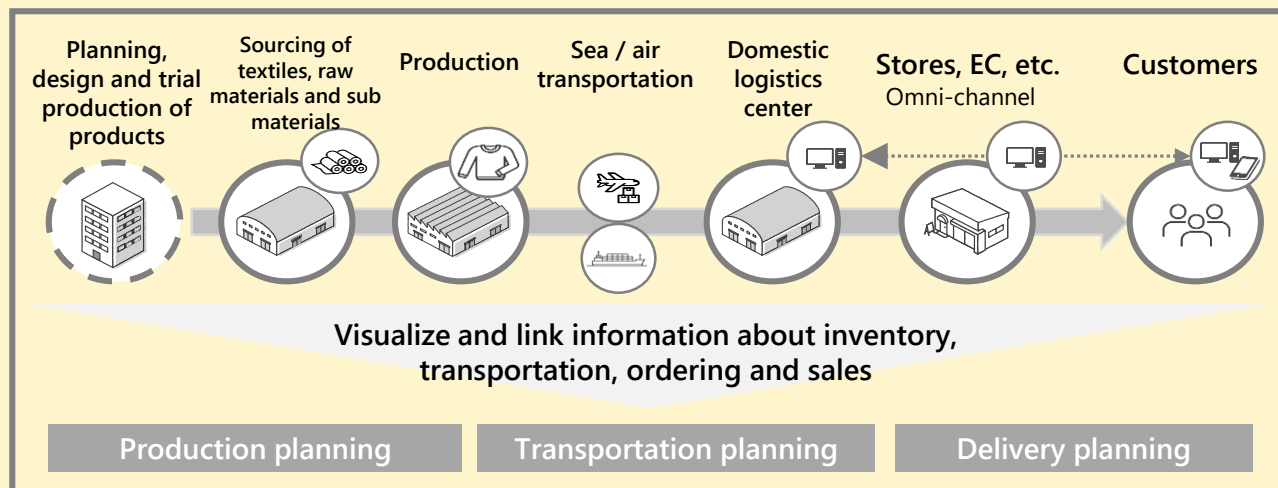 Planning,
design and trial
production of
products
Sourcing of
textiles, raw
materials and sub
materials
Production
Sea / air
transportation
Domestic
logistics
center
Stores, EC, etc.
Omni-channel
Customers
Visualize and link information about inventory,
transportation, ordering and sales
Production planning
Transportation planning
Delivery planning